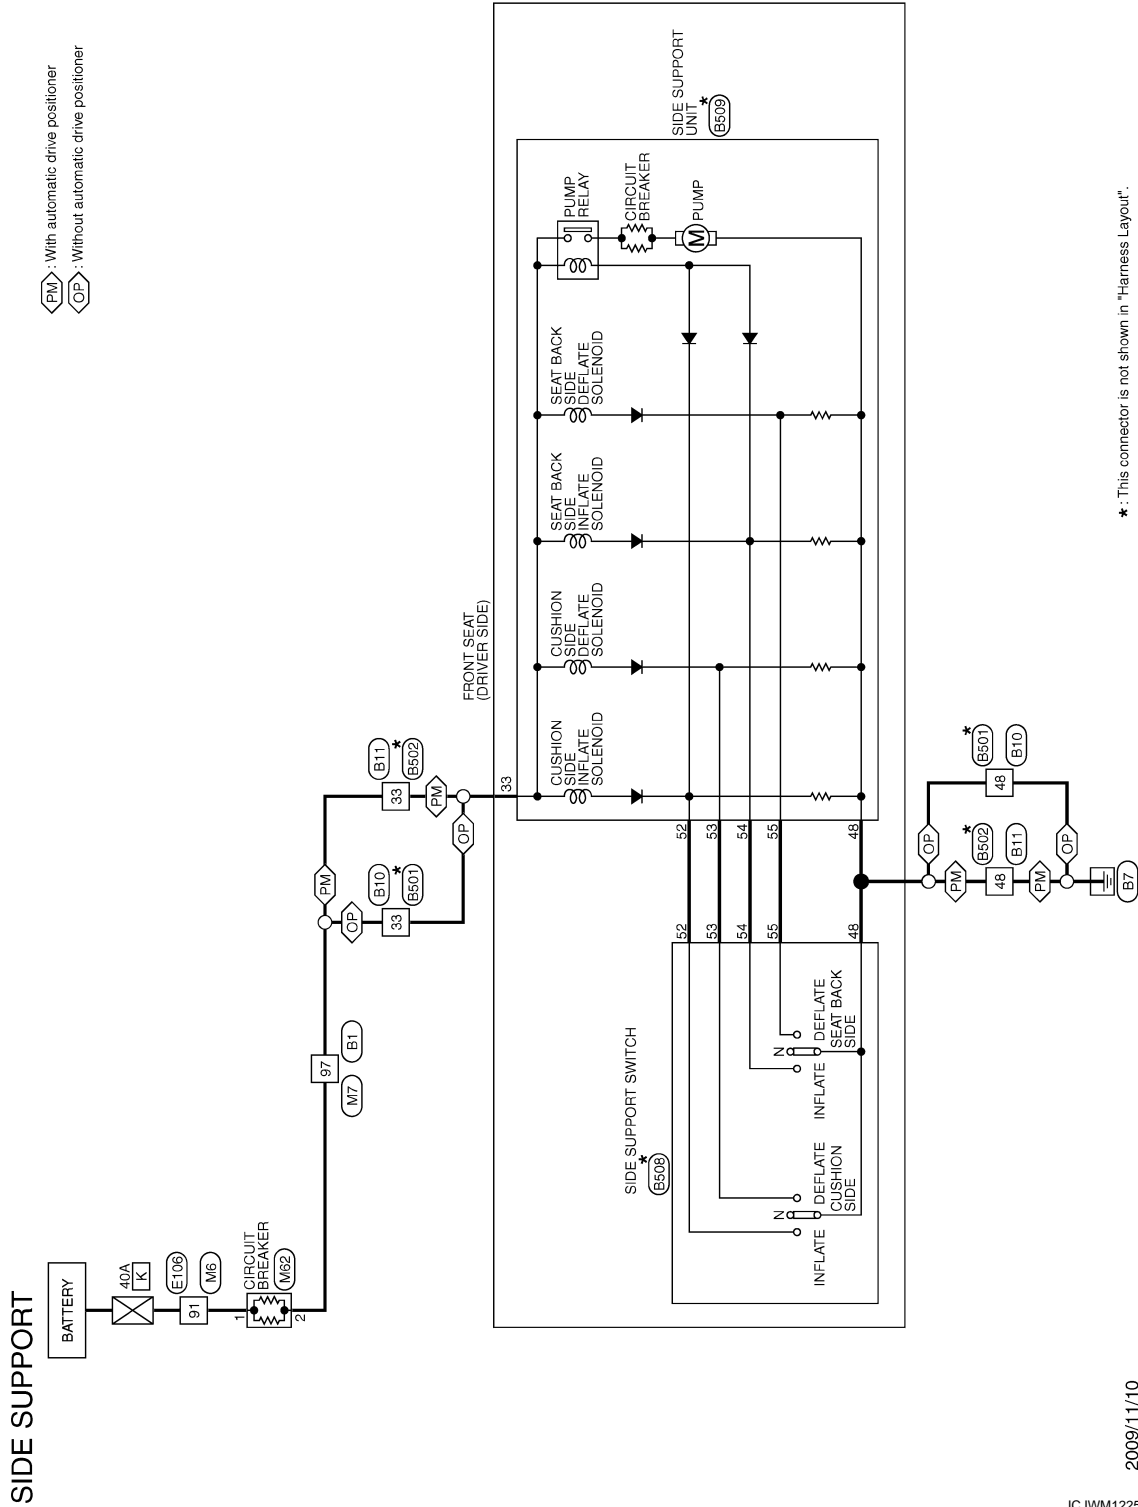 SIDE SUPPORT
PM : With automatic drive positioner
OP : Without automatic drive positioner
BATTERY
40A
K
E106
91
M6
CIRCUIT
BREAKER
M62
1
2
M7
97
B1
PM
OP
B10
33
*
B501
B11
33
*
B502
PM
OP
FRONT SEAT
(DRIVER SIDE)
33
SIDE SUPPORT
UNIT
*
B509
CUSHION
SIDE
INFLATE
SOLENOID
CUSHION
SIDE
DEFLATE
SOLENOID
SEAT BACK
SIDE
INFLATE
SOLENOID
SEAT BACK
SIDE
DEFLATE
SOLENOID
PUMP
RELAY
CIRCUIT
BREAKER
M
PUMP
52
53
54
55
48
52
53
54
55
48
SIDE SUPPORT SWITCH
*
B508
INFLATE
N
DEFLATE
CUSHION
SIDE
INFLATE
N
DEFLATE
SEAT BACK
SIDE
OP
PM
*
B502
48
B11
*
B501
48
B10
PM
OP
B7
* : This connector is not shown in "Harness Layout".
2009/11/10